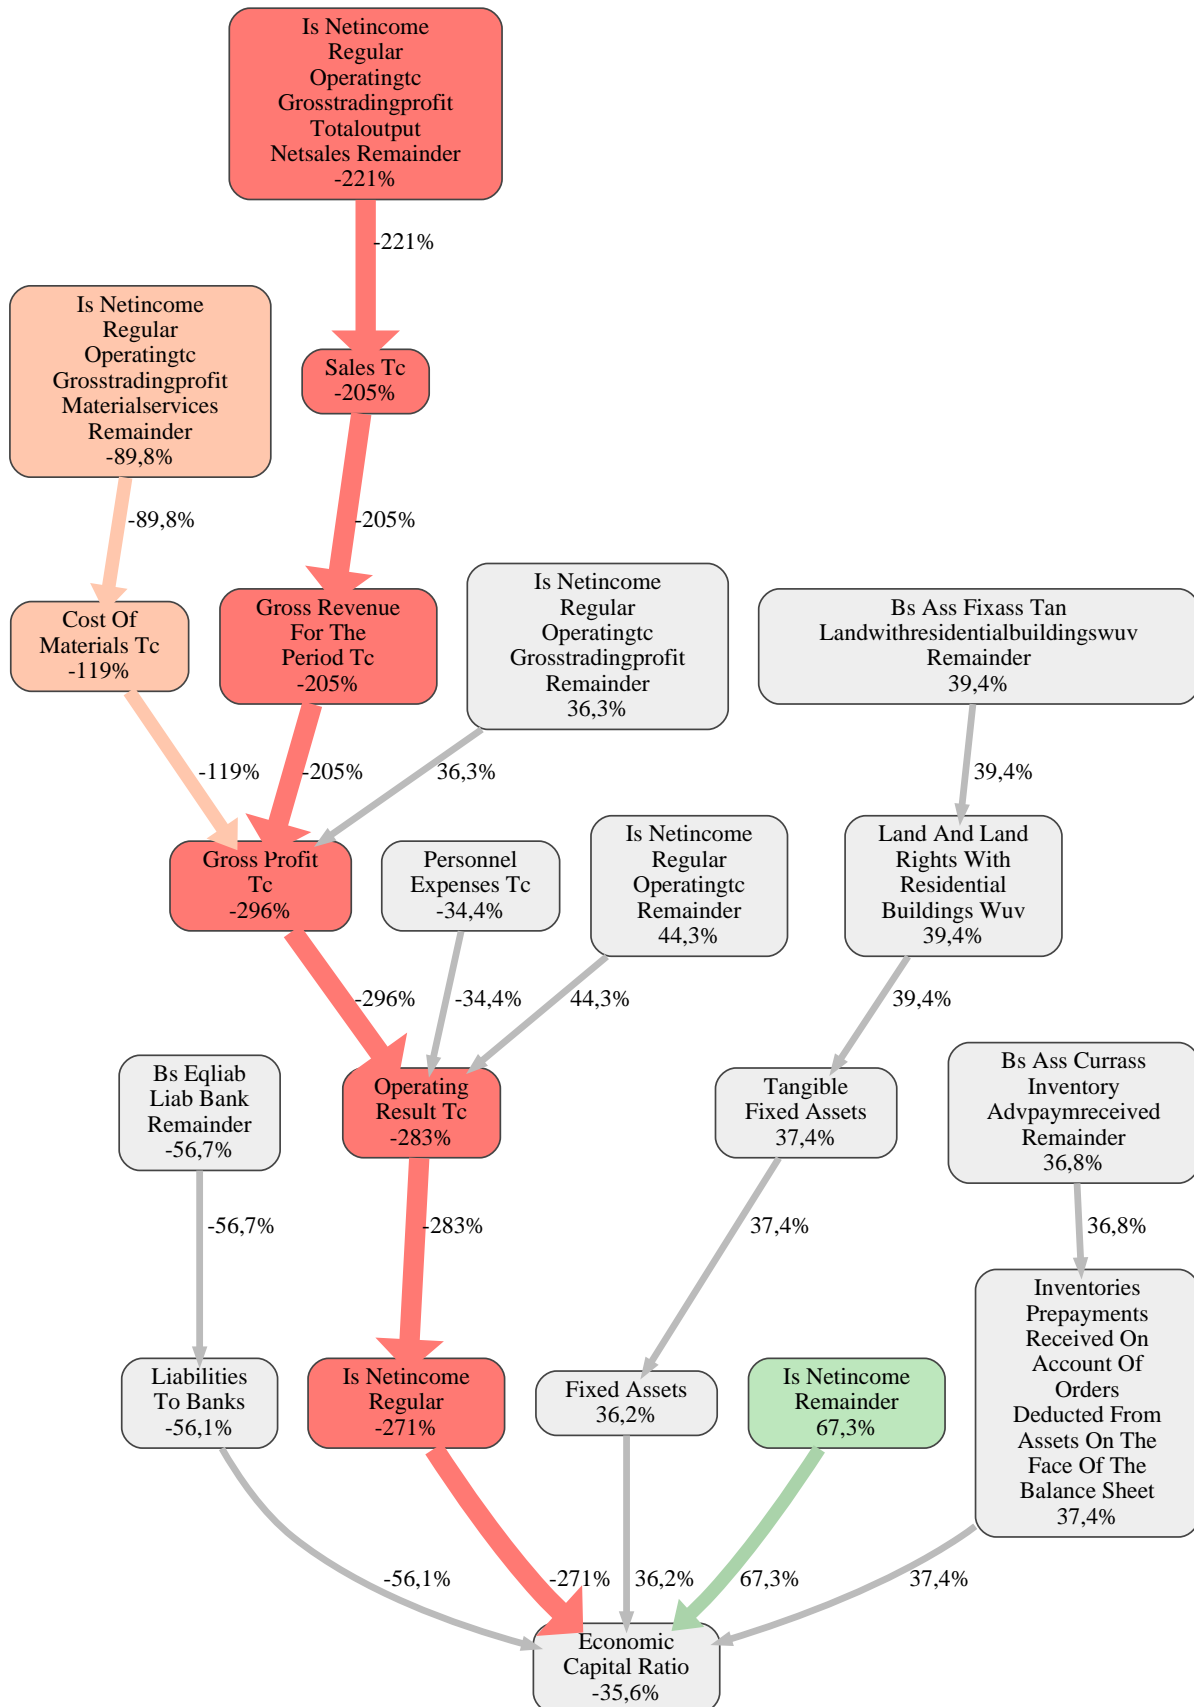 Is Netincome
Regular
Operatingtc
Grosstradingprofit
Totaloutput
Netsales Remainder
-221%
-221%
Is Netincome
Regular
Operatingtc
Grosstradingprofit
Materialservices
Remainder
-89,8%
Sales Tc
-205%
-89,8%
-205%
Cost Of
Materials Tc
-119%
Gross Revenue
For The
Period Tc
-205%
Is Netincome
Regular
Operatingtc
Grosstradingprofit
Remainder
36,3%
Bs Ass Fixass Tan
Landwithresidentialbuildingswuv
Remainder
39,4%
-119%
-205%
36,3%
39,4%
Gross Profit
Tc
-296%
Personnel
Expenses Tc
-34,4%
Is Netincome
Regular
Operatingtc
Remainder
44,3%
Land And Land
Rights With
Residential
Buildings Wuv
39,4%
-296%
-34,4%
44,3%
39,4%
Bs Eqliab
Liab Bank
Remainder
-56,7%
Operating
Result Tc
-283%
Tangible
Fixed Assets
37,4%
Bs Ass Currass
Inventory
Advpaymreceived
Remainder
36,8%
-56,7%
-283%
37,4%
36,8%
Liabilities
To Banks
-56,1%
Is Netincome
Regular
-271%
Fixed Assets
36,2%
Is Netincome
Remainder
67,3%
Inventories
Prepayments
Received On
Account Of
Orders
Deducted From
Assets On The
Face Of The
Balance Sheet
37,4%
-56,1%
-271%
36,2%
67,3%
37,4%
Economic
Capital Ratio
-35,6%